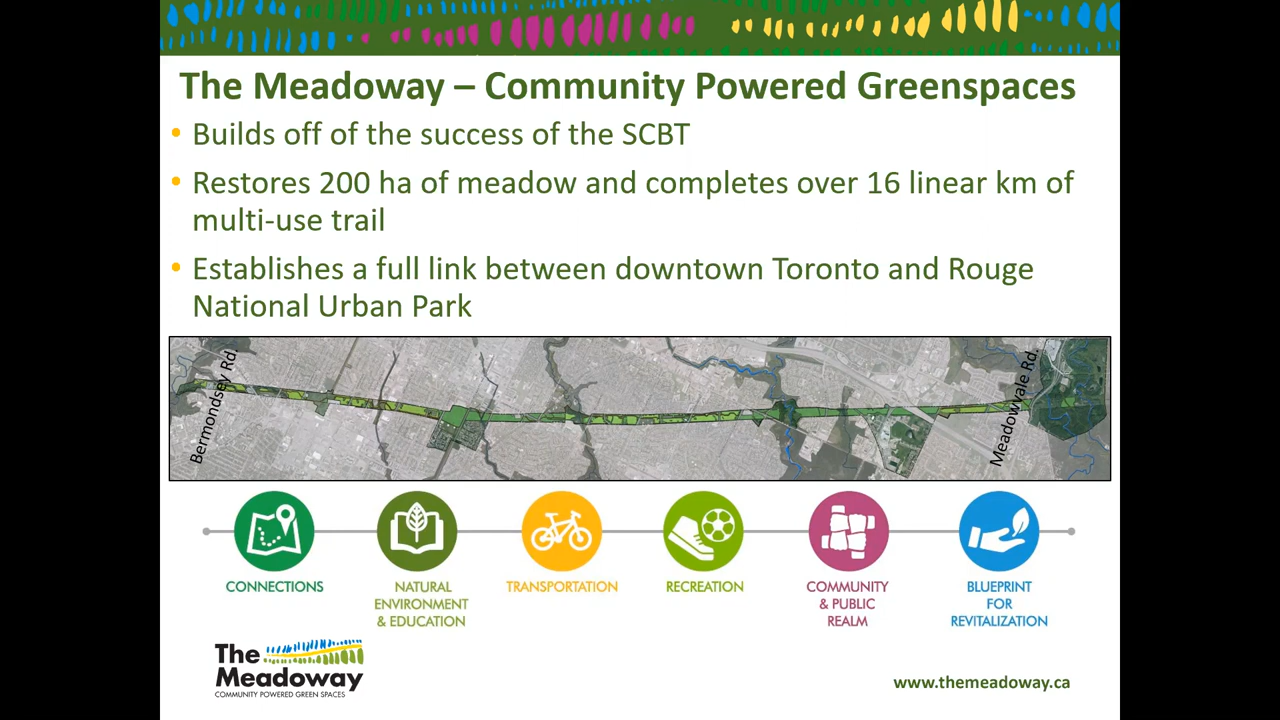 The Meadoway – Community Powered Greenspaces
• Builds off of the success of the SCBT
• Restores 200 ha of meadow and completes over 16 linear km of
multi-use trail
• Establishes a full link between downtown Toronto and Rouge
National Urban Park
Bermondsey Rd.
Meadowvale Rd.
CONNECTIONS
NATURAL
ENVIRONMENT
& EDUCATION
TRANSPORTATION
RECREATION
COMMUNITY
& PUBLIC
REALM
BLUEPRINT
FOR
REVITALIZATION
The
Meadoway
COMMUNITY POWERED GREEN SPACES
www.themeadoway.ca